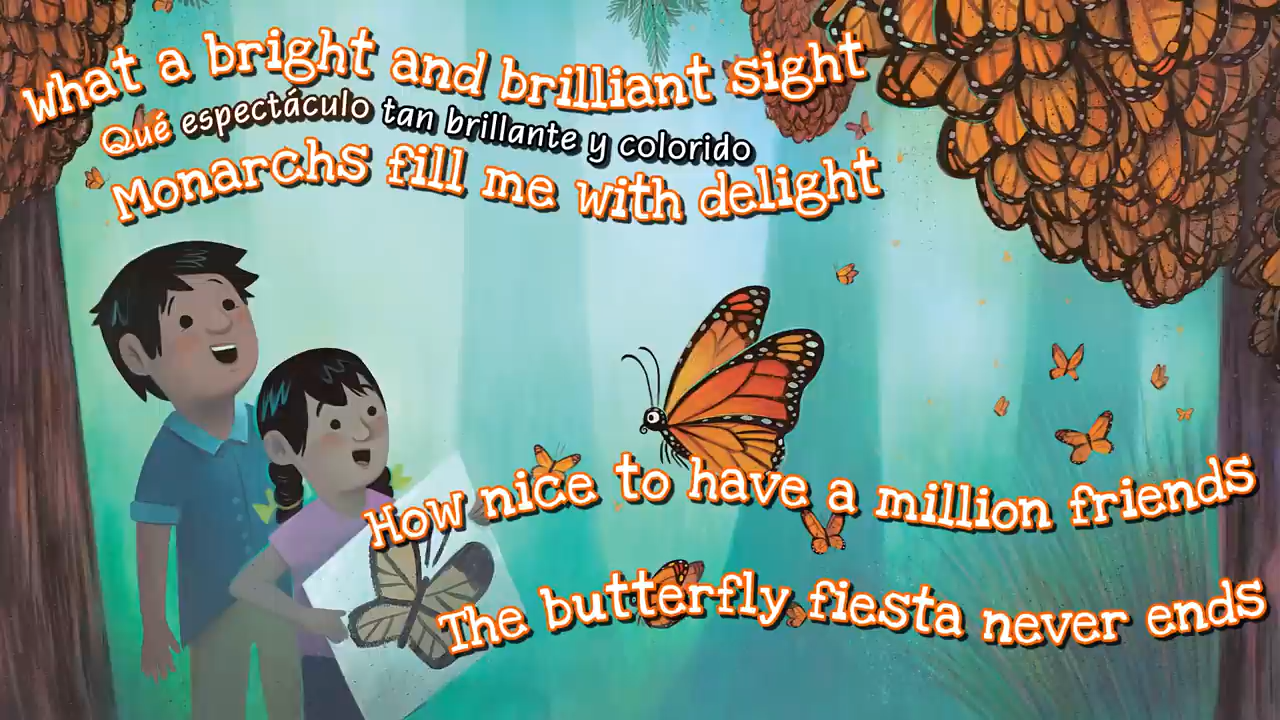 What a bright and brilliant sight
Qué espectáculo tan brillante y colorido
Monarchs fill me with delight
How nice to have a million friends
The butterfly fiesta never ends